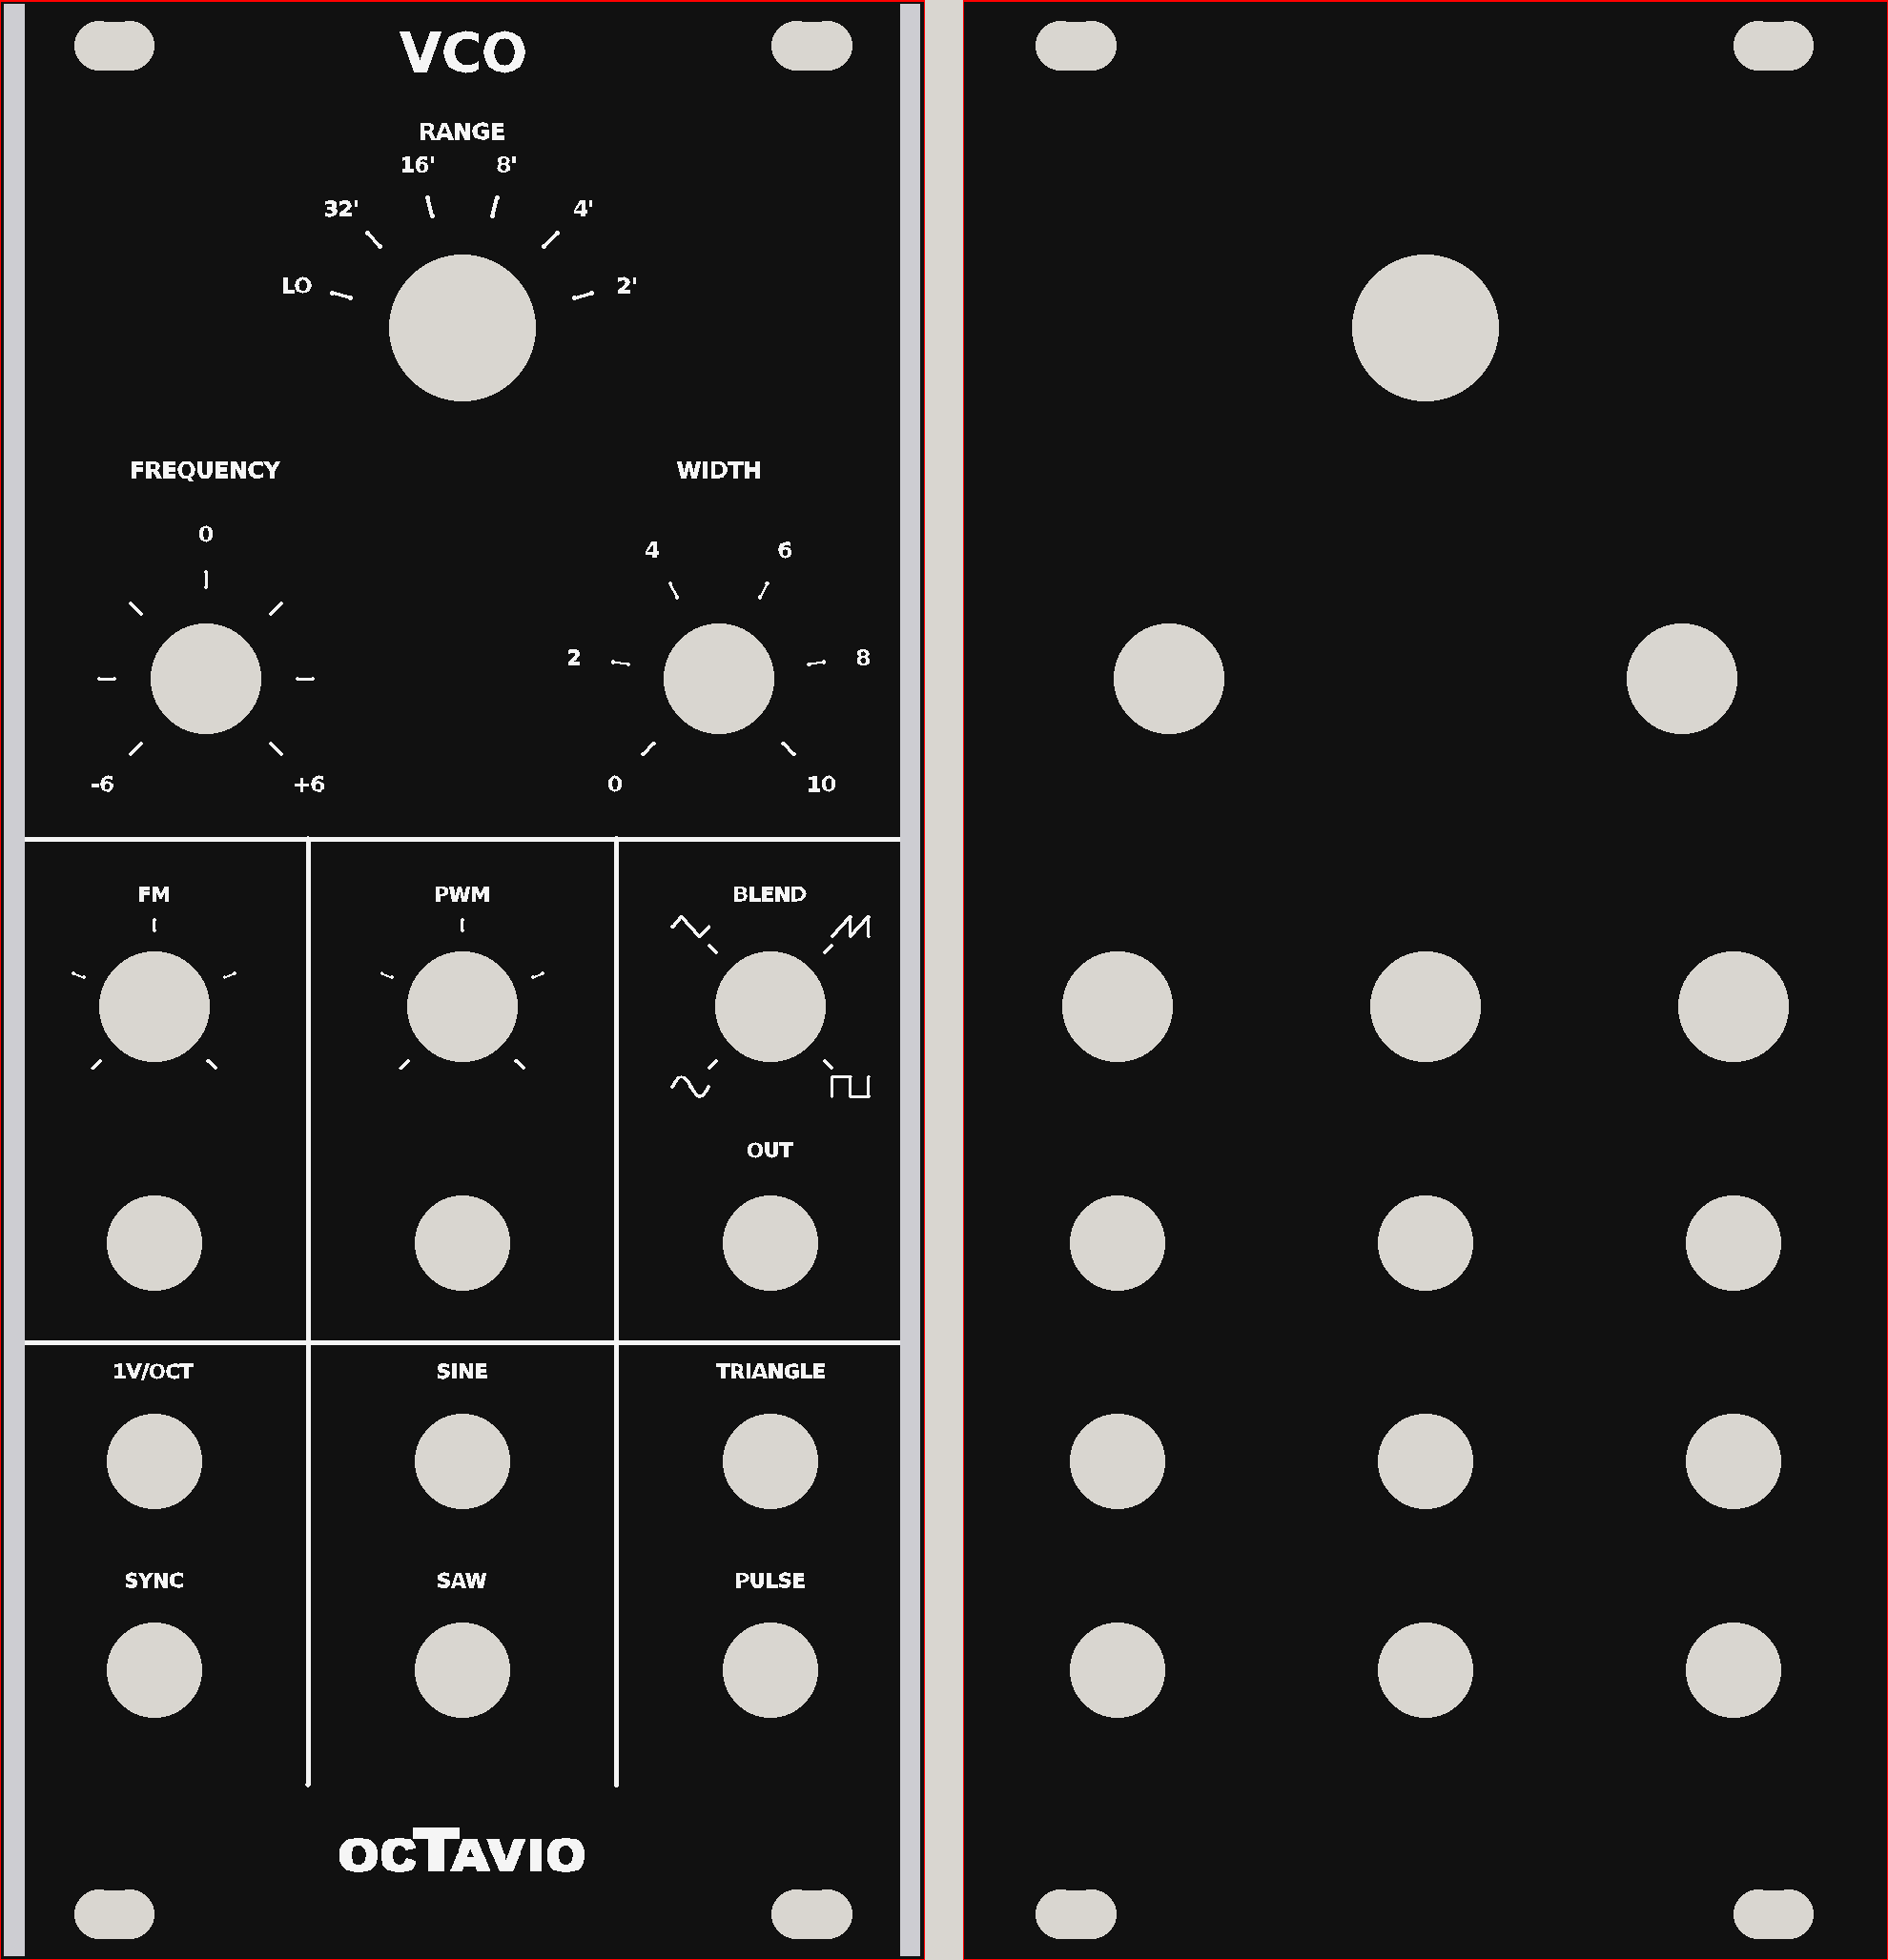 VCO
RANGE
16' 8'
32' 4'
LO 2'
FREQUENCY WIDTH
0
4 6
2 8
-6 +6 0 10
FM PWM BLEND
OUT
1V/OCT SINE TRIANGLE
SYNC SAW PULSE
OCTAVIO